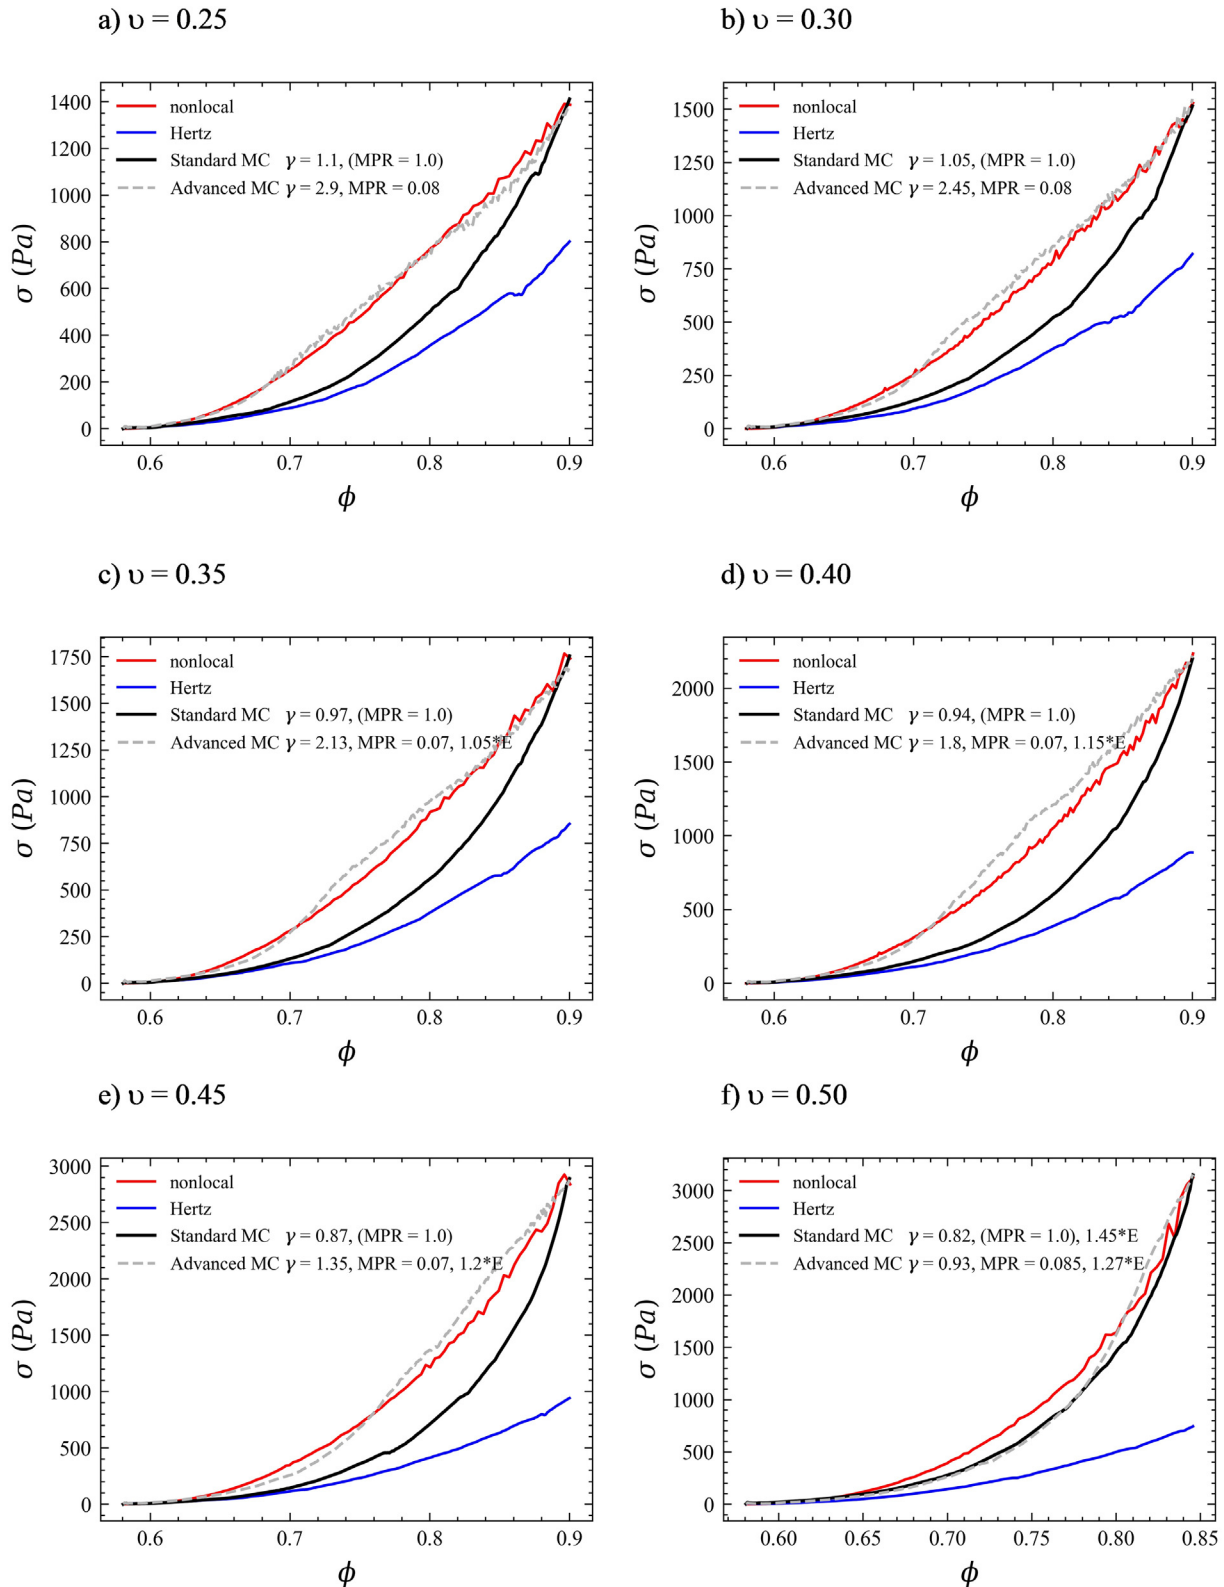 a) υ = 0.25
1400
1200
1000
800
600
400
200
0
σ (Pa)
nonlocal
Hertz
Standard MC γ = 1.1, (MPR = 1.0)
Advanced MC γ = 2.9, MPR = 0.08
0.6 0.7 0.8 0.9
ϕ
b) υ = 0.30
1500
1250
1000
750
500
250
0
σ (Pa)
nonlocal
Hertz
Standard MC γ = 1.05, (MPR = 1.0)
Advanced MC γ = 2.45, MPR = 0.08
0.6 0.7 0.8 0.9
ϕ
c) υ = 0.35
1750
1500
1250
1000
750
500
250
0
σ (Pa)
nonlocal
Hertz
Standard MC γ = 0.97, (MPR = 1.0)
Advanced MC γ = 2.13, MPR = 0.07, 1.05*E
0.6 0.7 0.8 0.9
ϕ
d) υ = 0.40
2000
1500
1000
500
0
σ (Pa)
nonlocal
Hertz
Standard MC γ = 0.94, (MPR = 1.0)
Advanced MC γ = 1.8, MPR = 0.07, 1.15*E
0.6 0.7 0.8 0.9
ϕ
e) υ = 0.45
3000
2500
2000
1500
1000
500
0
σ (Pa)
nonlocal
Hertz
Standard MC γ = 0.87, (MPR = 1.0)
Advanced MC γ = 1.35, MPR = 0.07, 1.2*E
0.6 0.7 0.8 0.9
ϕ
f) υ = 0.50
3000
2500
2000
1500
1000
500
0
σ (Pa)
nonlocal
Hertz
Standard MC γ = 0.82, (MPR = 1.0), 1.45*E
Advanced MC γ = 0.93, MPR = 0.085, 1.27*E
0.60 0.65 0.70 0.75 0.80 0.85
ϕ